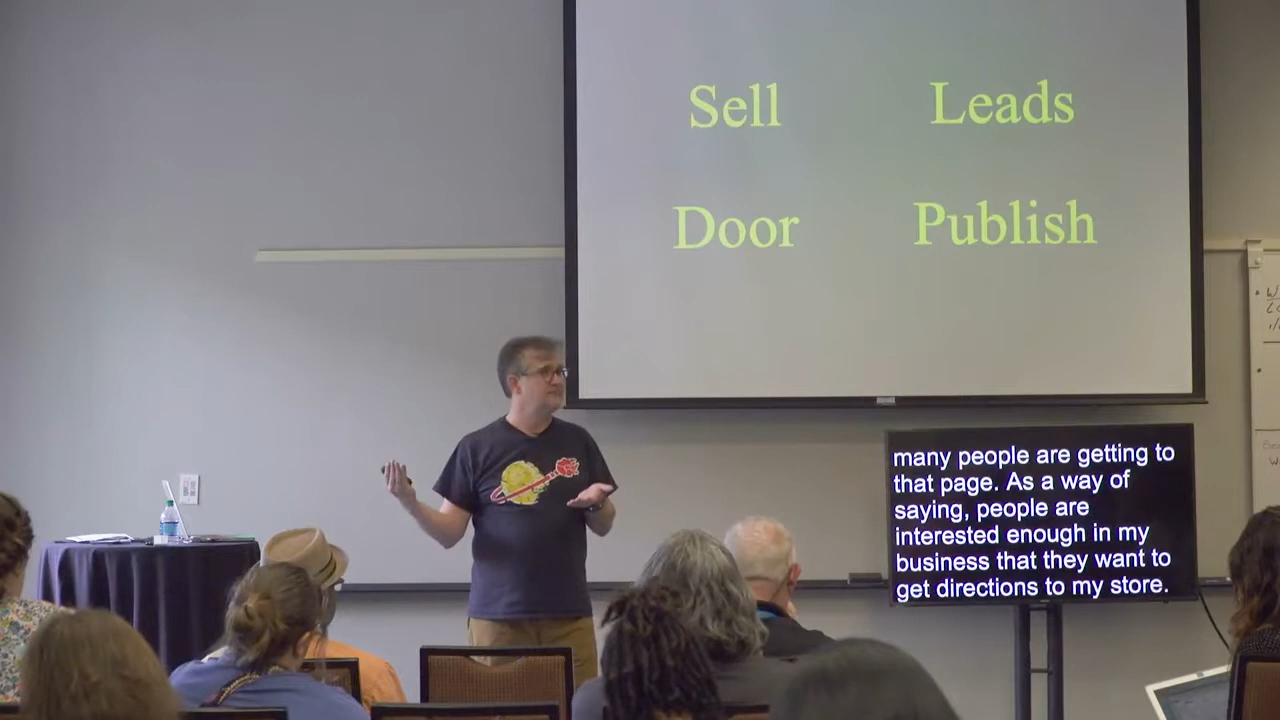 Sell Leads
Door Publish
many people are getting to
that page. As a way of
saying, people are
interested enough in my
business that they want to
get directions to my store.